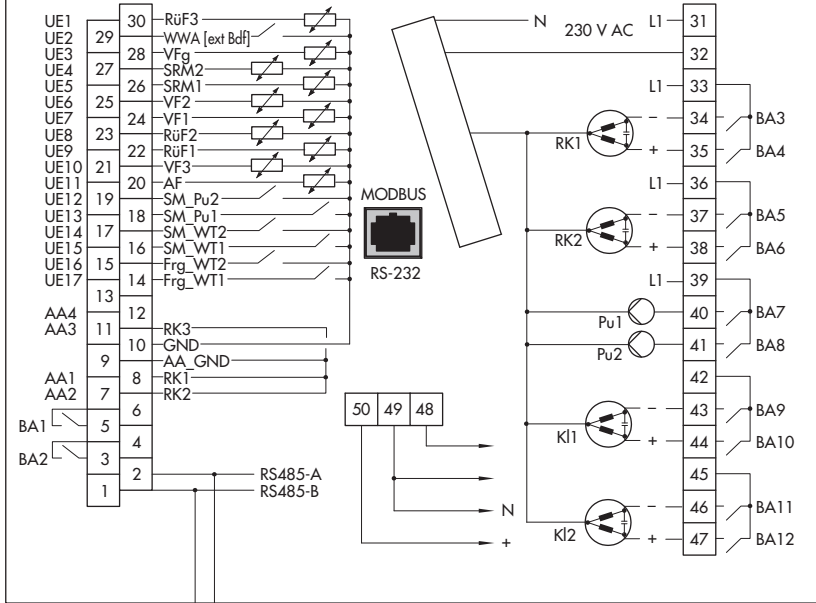 UE1 30 RüF3 N 230 V AC L1 31
UE2 29 WWA [ext Bdf]
UE3 28 VFg 32
UE4 27 SRM2
UE5 26 SRM1 L1 33
UE6 25 VF2
UE7 24 VF1 RK1 − 34 BA3
UE8 23 RüF2
UE9 22 RüF1 + 35 BA4
UE10 21 VF3
UE11 20 AF MODBUS L1 36
UE12 19 SM_Pu2
UE13 18 SM_Pu1 RK2 − 37 BA5
UE14 17 SM_WT2
UE15 16 SM_WT1 + 38 BA6
UE16 15 Frg_WT2 RS-232
UE17 14 Frg_WT1 L1 39
13
AA4 12 Pu1 40 BA7
AA3 11 RK3
10 GND Pu2 41 BA8
9 AA_GND
AA1 8 RK1 42
AA2 7 RK2
6 50 49 48 Kl1 − 43 BA9
BA1 5
4 + 44 BA10
BA2 3
2 RS485-A 45
1 RS485-B
N Kl2 − 46 BA11
+ + 47 BA12